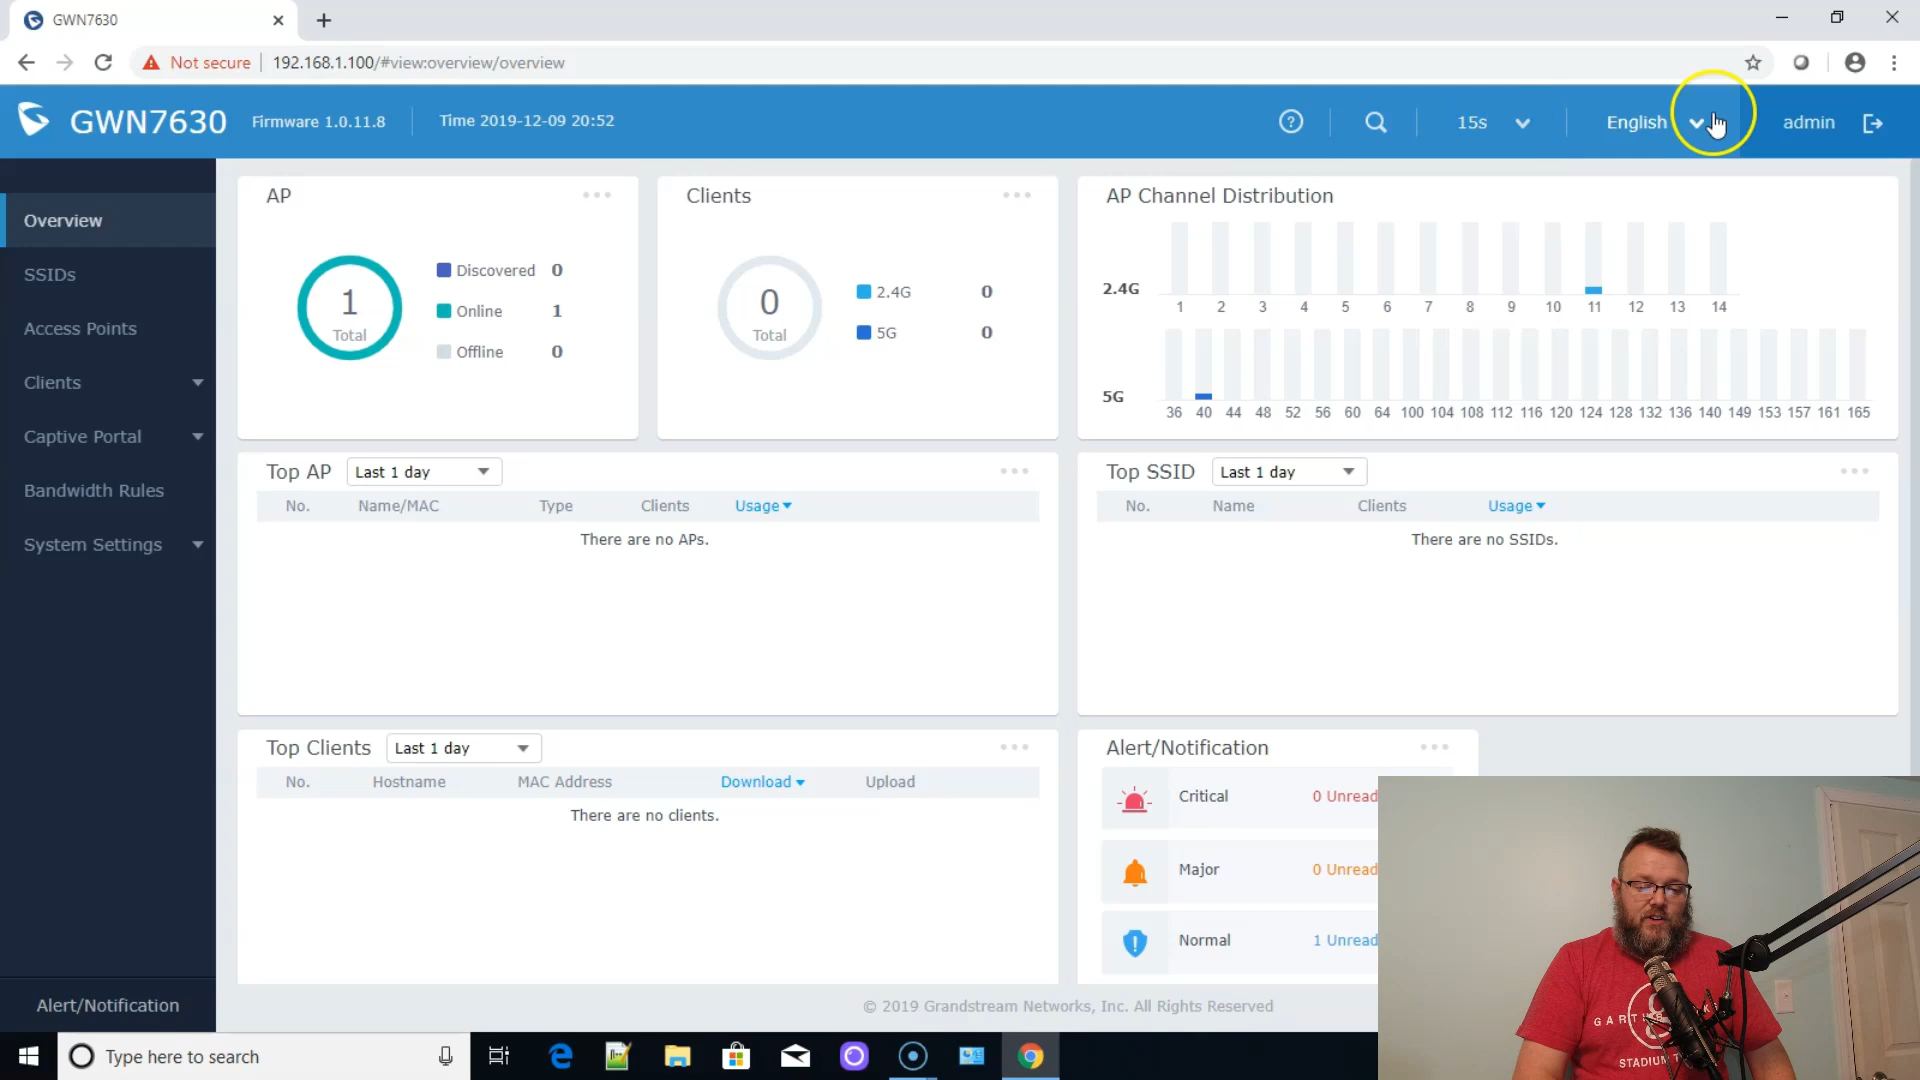 GWN7630
Not secure 192.168.1.100/#view:overview/overview
GWN7630 Firmware 1.0.11.8 Time 2019-12-09 20:52 15s English admin
Overview
SSIDs
Access Points
Clients
Captive Portal
Bandwidth Rules
System Settings
Alert/Notification
AP
1
Total
Discovered 0
Online 1
Offline 0
Clients
0
Total
2.4G 0
5G 0
AP Channel Distribution
2.4G
1 2 3 4 5 6 7 8 9 10 11 12 13 14
5G
36 40 44 48 52 56 60 64 100 104 108 112 116 120 124 128 132 136 140 149 153 157 161 165
Top AP Last 1 day
No. Name/MAC Type Clients Usage
There are no APs.
Top SSID Last 1 day
No. Name Clients Usage
There are no SSIDs.
Top Clients Last 1 day
No. Hostname MAC Address Download Upload
There are no clients.
Alert/Notification
Critical 0 Unread
Major 0 Unread
Normal 1 Unread
© 2019 Grandstream Networks, Inc. All Rights Reserved
Type here to search
STADIUM